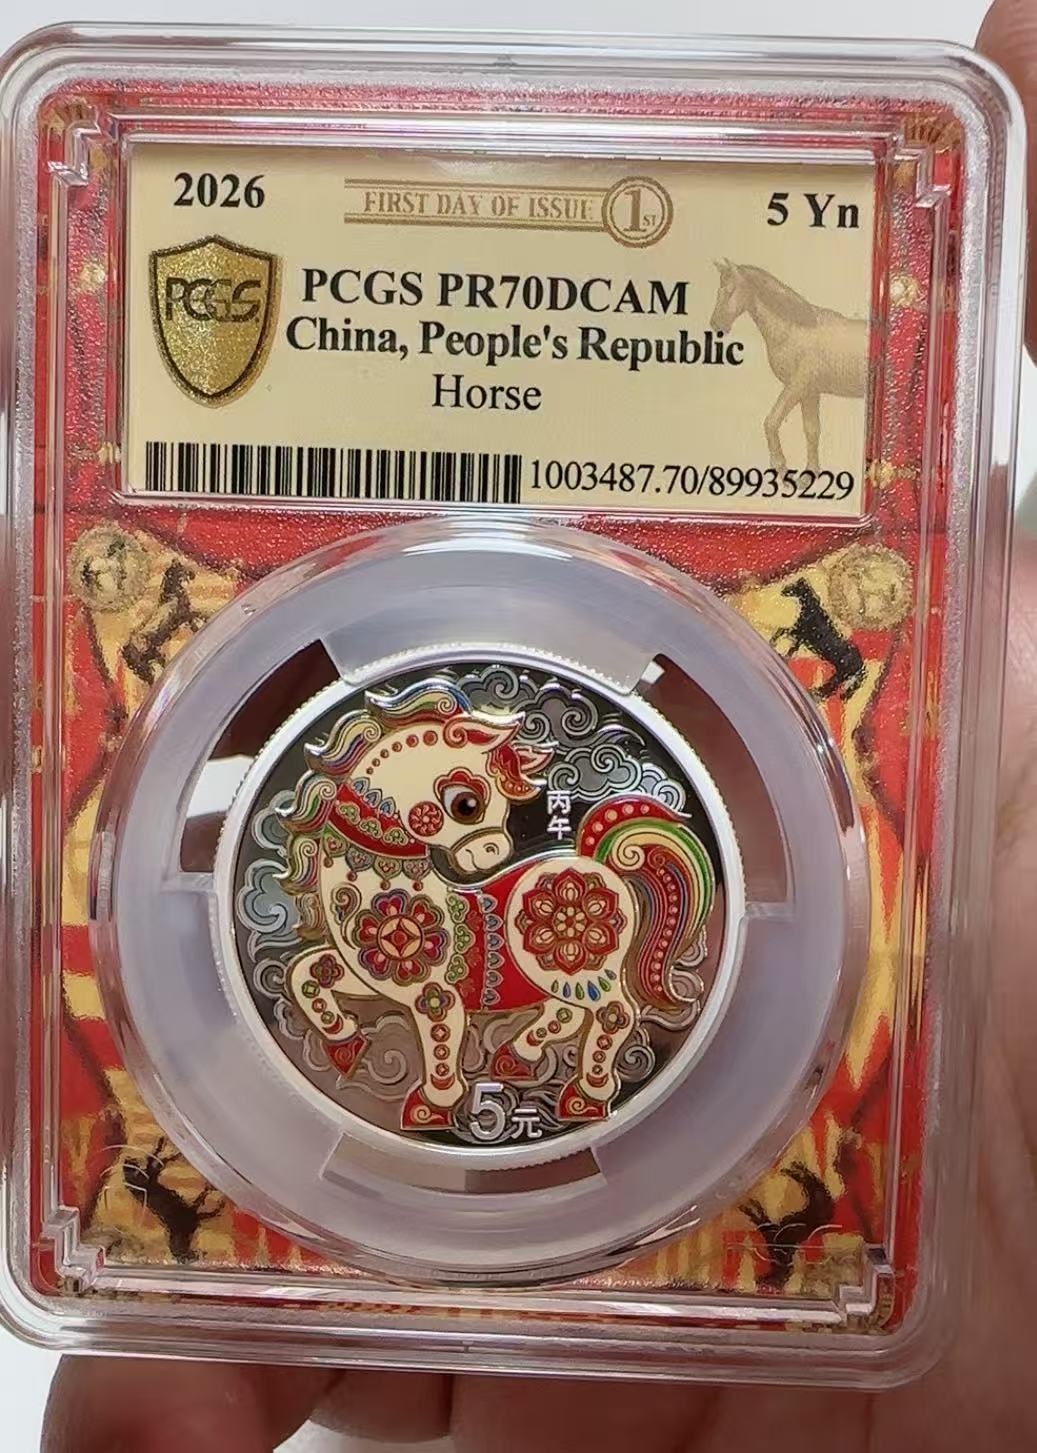 2026
FIRST DAY OF ISSUE 1ST
5 Yn
PCGS
PCGS PR70DCAM
China, People's Republic
Horse
1003487.70/89935229
丙午
5元